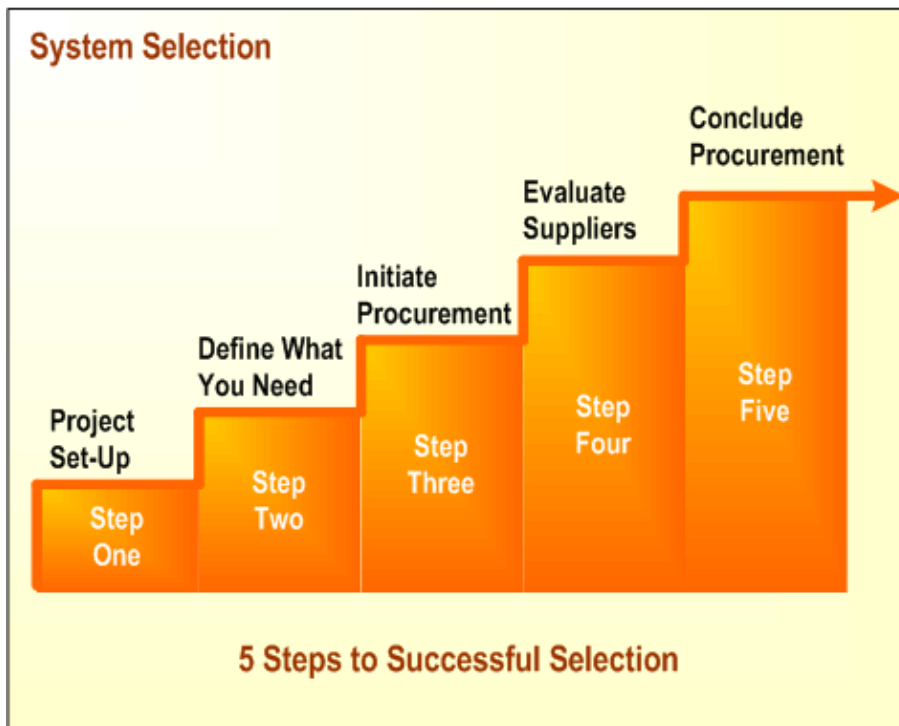 System Selection
Project
Set-Up
Step
One
Define What
You Need
Step
Two
Initiate
Procurement
Step
Three
Evaluate
Suppliers
Step
Four
Conclude
Procurement
Step
Five
5 Steps to Successful Selection